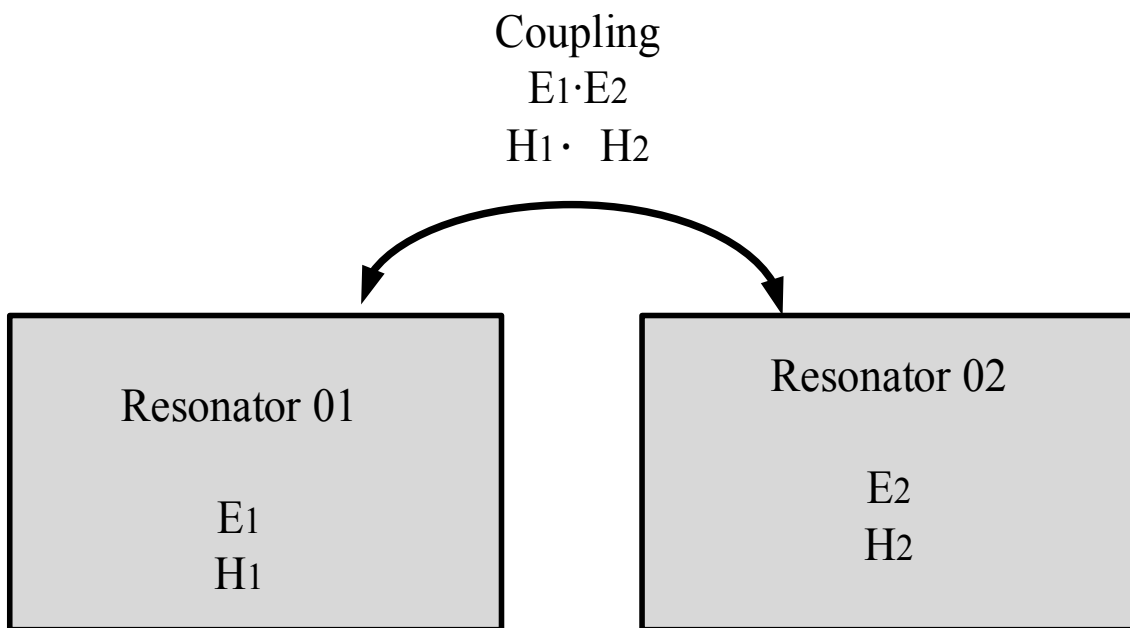 Coupling
E1·E2
H1· H2
Resonator 01
E1
H1
Resonator 02
E2
H2